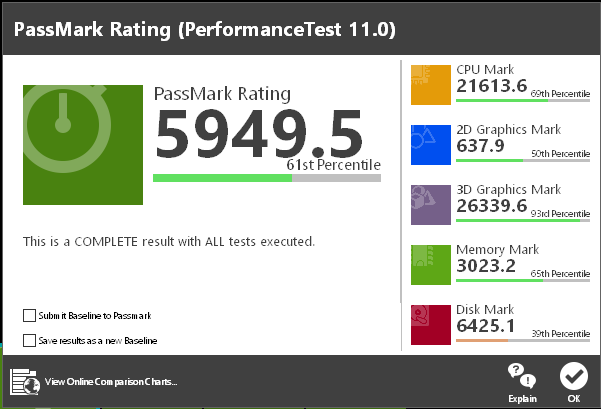 PassMark Rating (PerformanceTest 11.0)
PassMark Rating
5949.5
61st Percentile
This is a COMPLETE result with ALL tests executed.
Submit Baseline to Passmark
Save results as a new Baseline
CPU Mark
21613.6
69th Percentile
2D Graphics Mark
637.9
50th Percentile
3D Graphics Mark
26339.6
93rd Percentile
Memory Mark
3023.2
65th Percentile
Disk Mark
6425.1
39th Percentile
View Online Comparison Charts...
Explain
OK